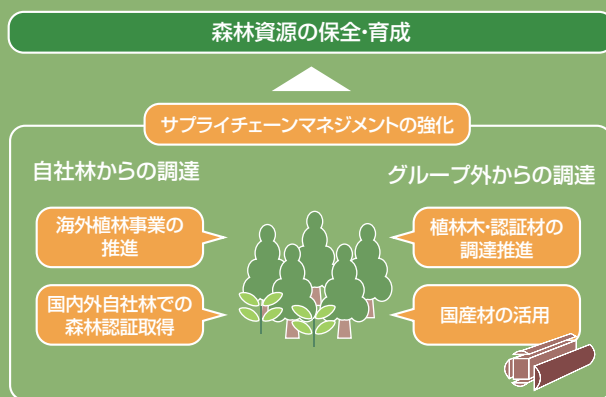 森林資源の保全・育成
サプライチェーンマネジメントの強化
自社林からの調達
海外植林事業の
推進
国内外自社林での
森林認証取得
グループ外からの調達
植林木・認証材の
調達推進
国産材の活用